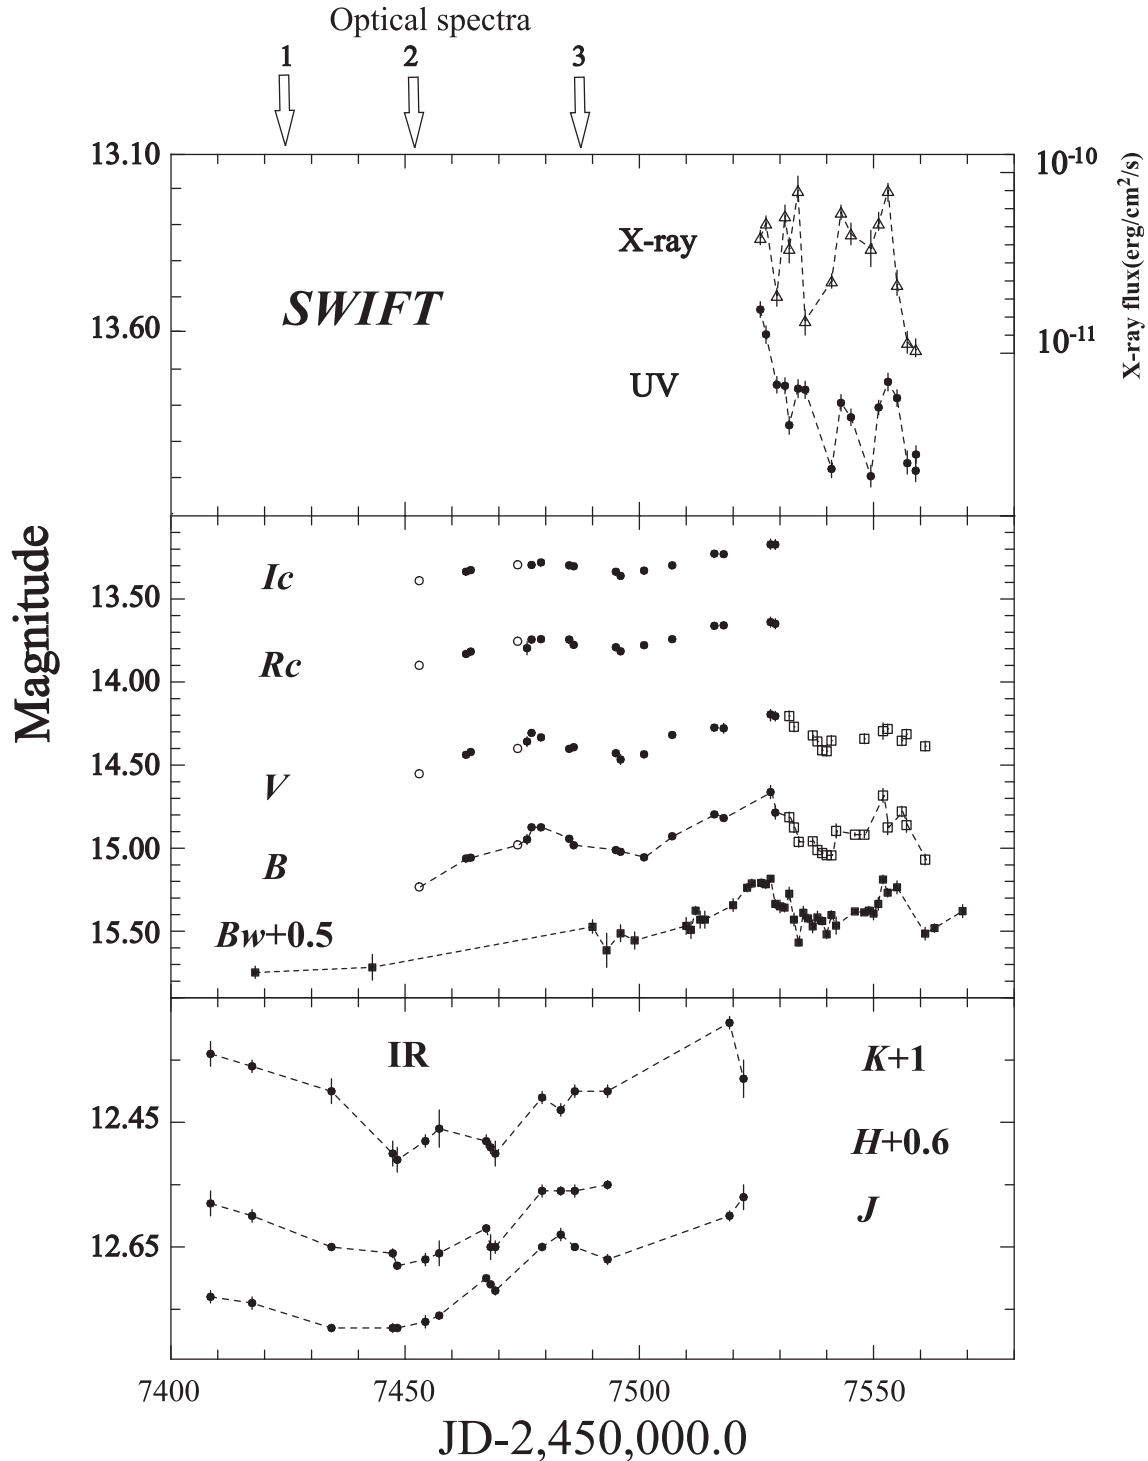 Optical spectra
1 2 3
13.10
10-10
X-ray
X-ray flux(erg/cm2/s)
SWIFT
13.60
10-11
UV
Magnitude
Ic
13.50
Rc
14.00
14.50
V
15.00
B
15.50
Bw+0.5
IR
K+1
12.45
H+0.6
J
12.65
7400 7450 7500 7550
JD-2,450,000.0